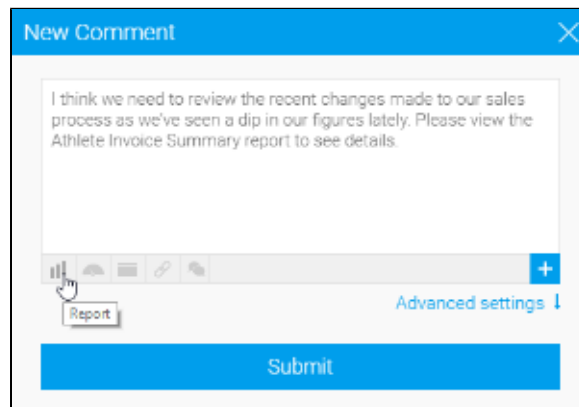 New Comment
I think we need to review the recent changes made to our sales
process as we've seen a dip in our figures lately. Please view the
Athlete Invoice Summary report to see details.
Report
Advanced settings
Submit